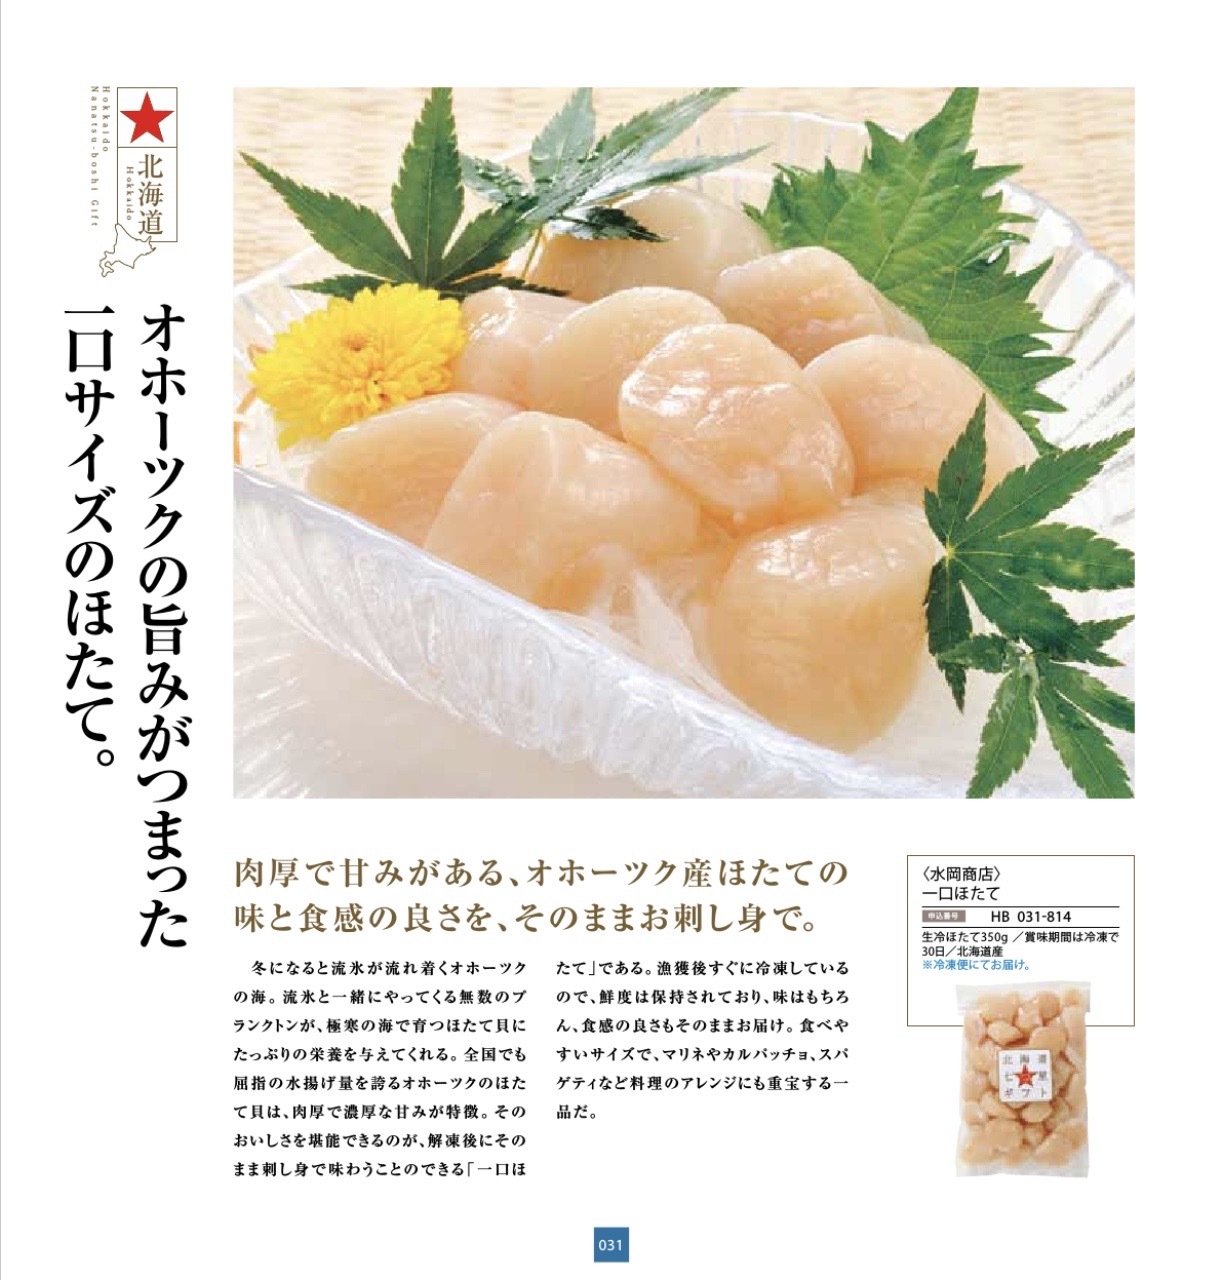 北海道
Hokkaido
Hokkaido
Nanatsu-boshi Gift
オホーツクの旨みがつまった
一口サイズのほたて。
肉厚で甘みがある、オホーツク産ほたての
味と食感の良さを、そのままお刺し身で。
冬になると流氷が流れ着くオホーツク
の海。流氷と一緒にやってくる無数のプ
ランクトンが、極寒の海で育つほたて貝に
たっぷりの栄養を与えてくれる。全国でも
屈指の水揚げ量を誇るオホーツクのほた
て貝は、肉厚で濃厚な甘みが特徴。その
おいしさを堪能できるのが、解凍後にその
まま刺し身で味わうことのできる「一口ほ
たて」である。漁獲後すぐに冷凍している
ので、鮮度は保持されており、味はもちろ
ん、食感の良さもそのままお届け。食べや
すいサイズで、マリネやカルパッチョ、スパ
ゲティなど料理のアレンジにも重宝する一
品だ。
〈水岡商店〉
一口ほたて
申込番号 HB 031-814
生冷ほたて350g／賞味期間は冷凍で
30日／北海道産
※冷凍便にてお届け。
北海道
七の星
ギフト
031